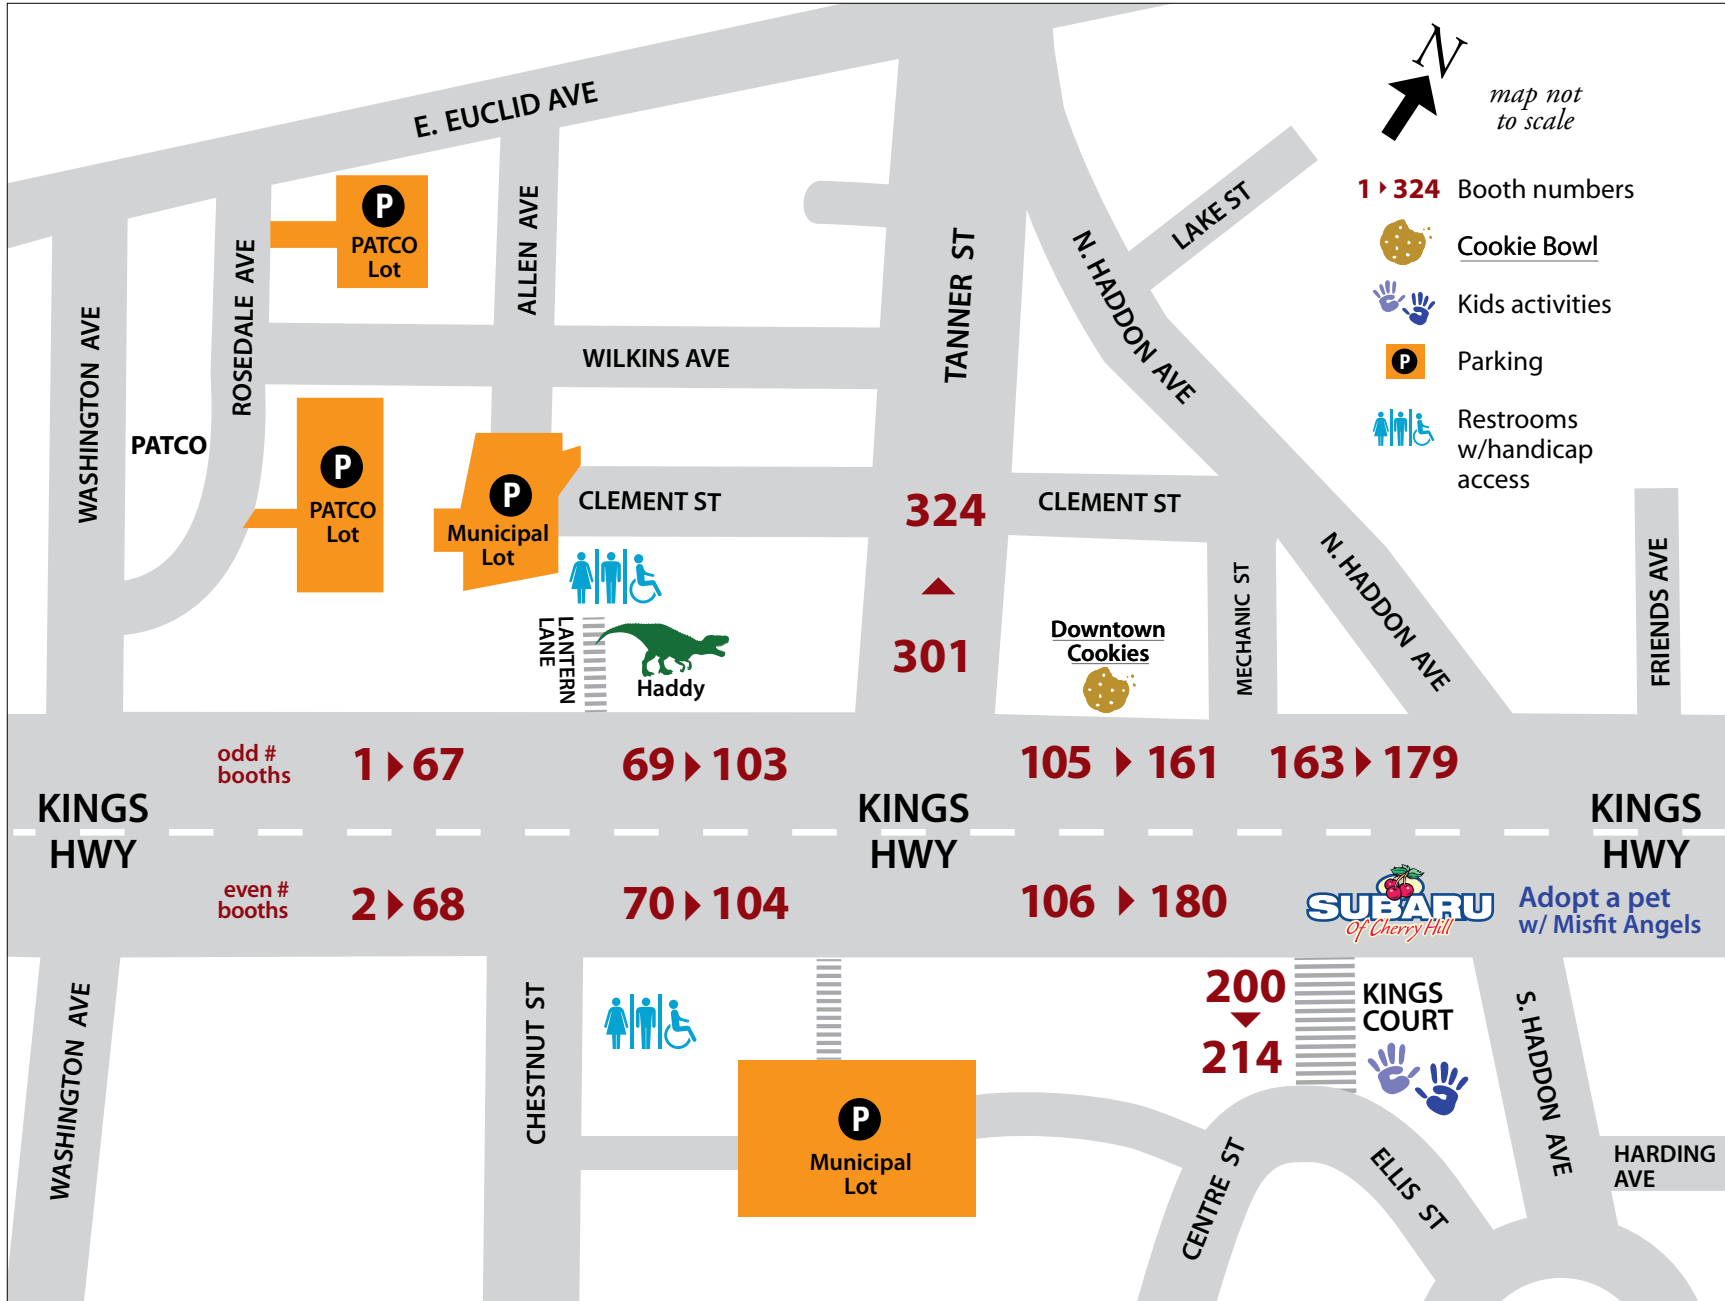 N
map not
to scale
1 ▸ 324 Booth numbers
Cookie Bowl
Kids activities
P Parking
Restrooms
w/handicap
access
E. EUCLID AVE
WASHINGTON AVE
ROSEDALE AVE
ALLEN AVE
TANNER ST
N. HADDON AVE
LAKE ST
P
PATCO
Lot
WILKINS AVE
PATCO
P
PATCO
Lot
P
Municipal
Lot
CLEMENT ST
324
CLEMENT ST
N. HADDON AVE
FRIENDS AVE
MECHANIC ST
LANTERN
LANE
Haddy
301
Downtown
Cookies
odd #
booths
1 ▸ 67
69 ▸ 103
105 ▸ 161
163 ▸ 179
KINGS
HWY
KINGS
HWY
KINGS
HWY
even #
booths
2 ▸ 68
70 ▸ 104
106 ▸ 180
SUBARU
Of Cherry Hill
Adopt a pet
w/ Misfit Angels
WASHINGTON AVE
CHESTNUT ST
200
214
KINGS
COURT
S. HADDON AVE
P
Municipal
Lot
CENTRE ST
ELLIS ST
HARDING
AVE